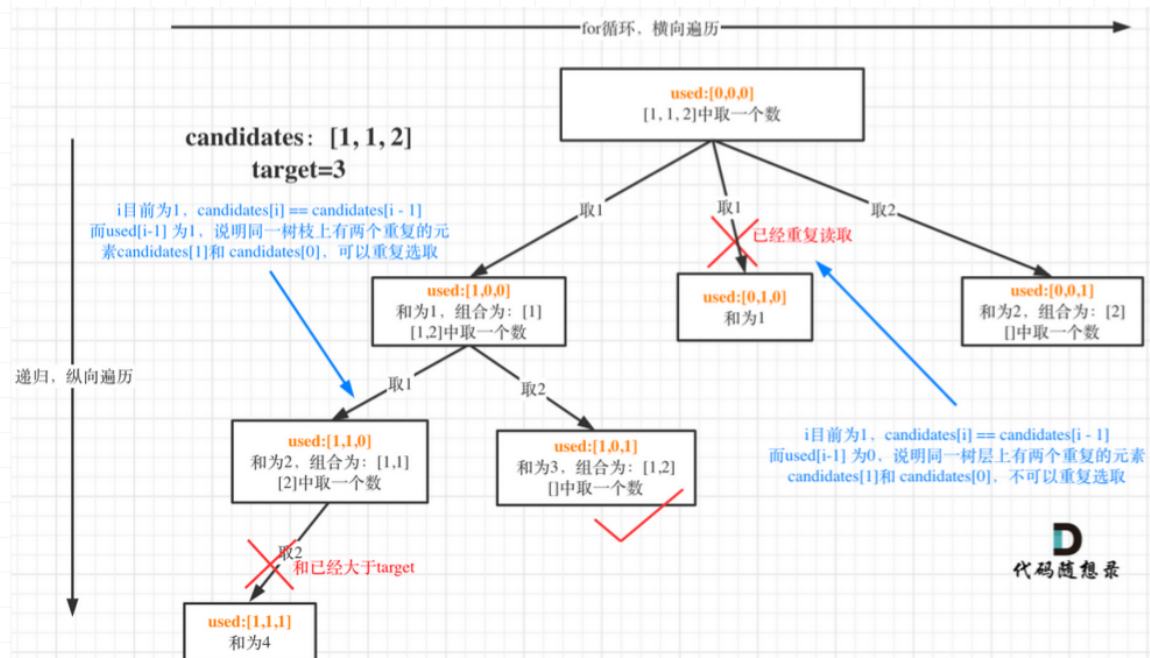 for循环，横向遍历
used:[0,0,0]
[1, 1, 2]中取一个数
candidates：[1, 1, 2]
target=3
i目前为1，candidates[i] == candidates[i - 1]
而used[i-1] 为1，说明同一树枝上有两个重复的元
素candidates[1]和 candidates[0]，可以重复选取
取1
取1
取2
已经重复读取
used:[1,0,0]
和为1，组合为：[1]
[1,2]中取一个数
used:[0,1,0]
和为1
used:[0,0,1]
和为2，组合为：[2]
[]中取一个数
递归，纵向遍历
取1
取2
used:[1,1,0]
和为2，组合为：[1,1]
[2]中取一个数
used:[1,0,1]
和为3，组合为：[1,2]
[]中取一个数
i目前为1，candidates[i] == candidates[i - 1]
而used[i-1] 为0，说明同一树层上有两个重复的元素
candidates[1]和 candidates[0]，不可以重复选取
取2
和已经大于target
代码随想录
used:[1,1,1]
和为4